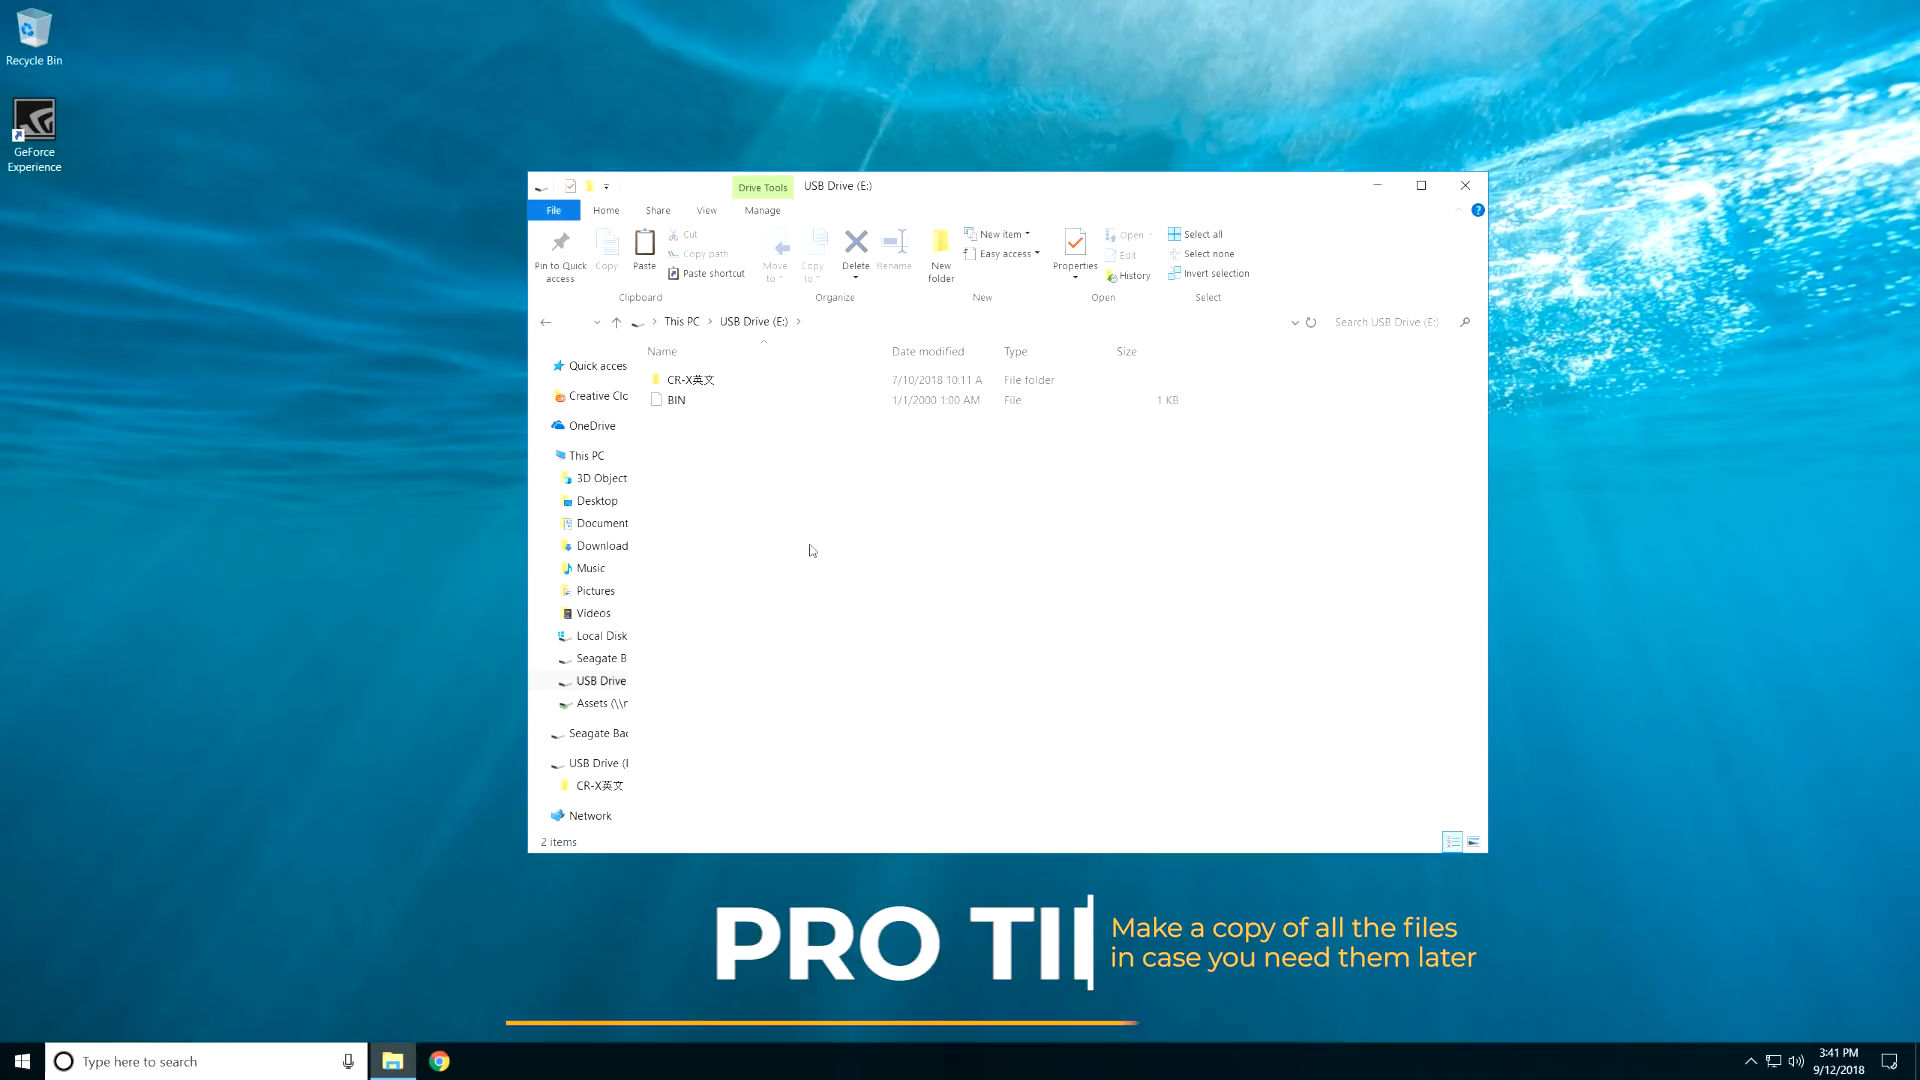 Recycle Bin
GeForce
Experience
Drive Tools
USB Drive (E:)
File
Home
Share
View
Manage
Pin to Quick
access
Copy
Paste
Cut
Copy path
Paste shortcut
Clipboard
Move
to
Copy
to
Delete
Rename
Organize
New
folder
New item
Easy access
New
Properties
Open
Edit
History
Open
Select all
Select none
Invert selection
Select
This PC
USB Drive (E:)
Search USB Drive (E:)
Name
Date modified
Type
Size
CR-X英文
7/10/2018 10:11 A
File folder
BIN
1/1/2000 1:00 AM
File
1 KB
Quick acces
Creative Clo
OneDrive
This PC
3D Object
Desktop
Document
Download
Music
Pictures
Videos
Local Disk
Seagate B
USB Drive
Assets (\\r
Seagate Bac
USB Drive (I
CR-X英文
Network
2 items
PRO TI
Make a copy of all the files
in case you need them later
Type here to search
3:41 PM
9/12/2018